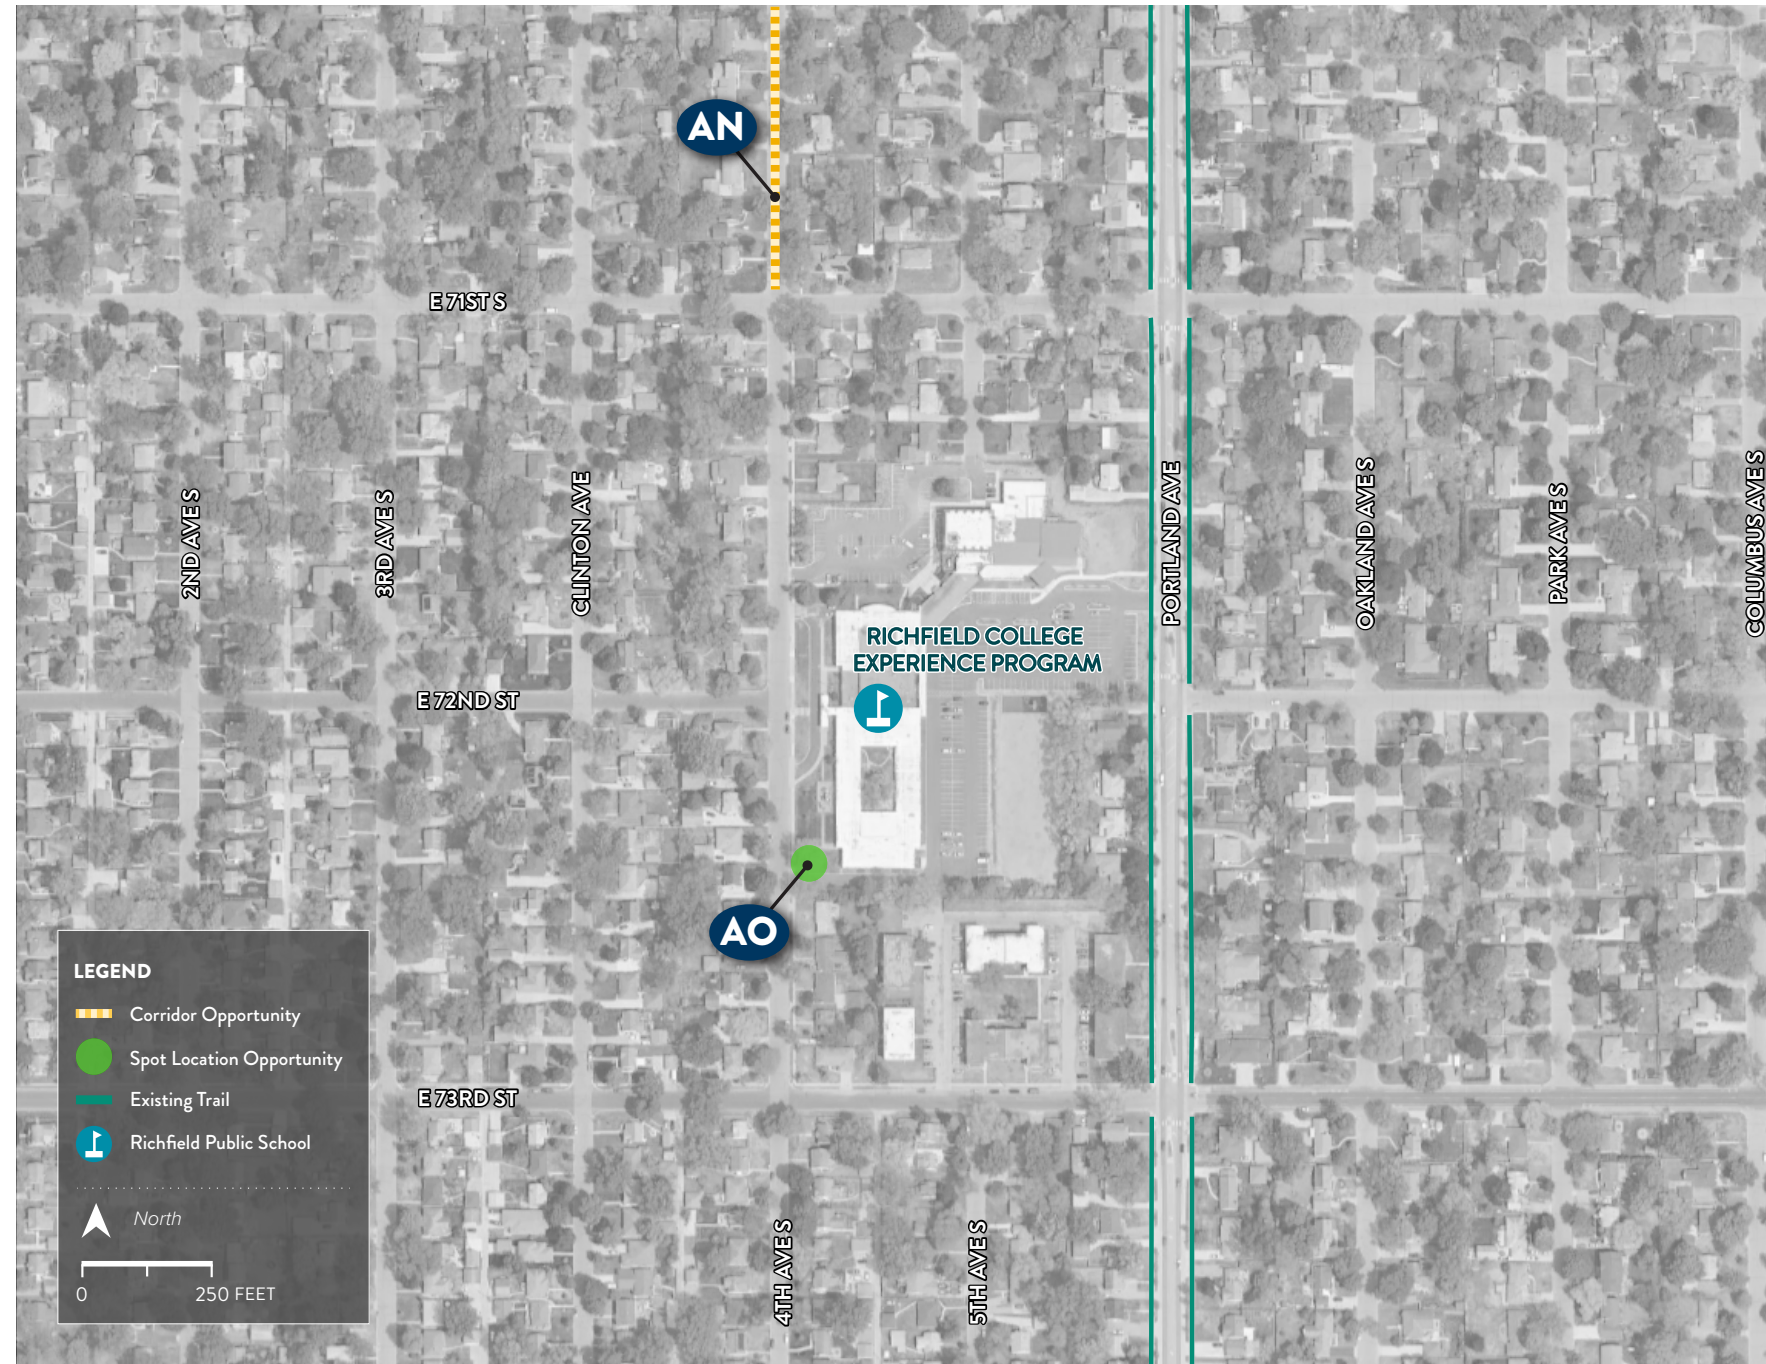 AN
E 71ST S
2ND AVE S
3RD AVE S
CLINTON AVE
PORTLAND AVE
OAKLAND AVE S
PARK AVE S
COLUMBUS AVE S
RICHFIELD COLLEGE
EXPERIENCE PROGRAM
E 72ND ST
AO
LEGEND
Corridor Opportunity
Spot Location Opportunity
Existing Trail
Richfield Public School
North
0 250 FEET
E 73RD ST
4TH AVE S
5TH AVE S